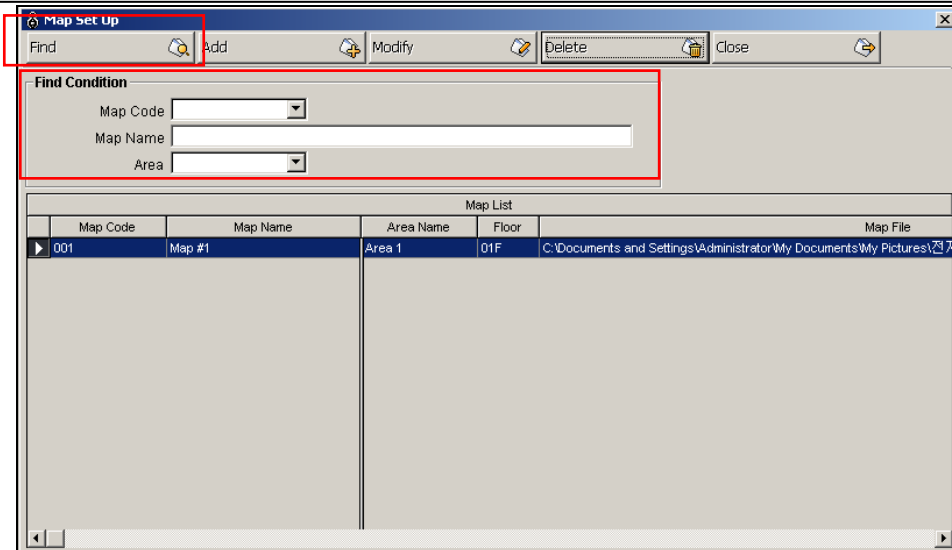 Map Set Up
Find Add Modify Delete Close
Find Condition
Map Code
Map Name
Area
Map List
Map Code Map Name Area Name Floor Map File
001 Map #1 Area 1 01F C:\Documents and Settings\Administrator\My Documents\My Pictures\